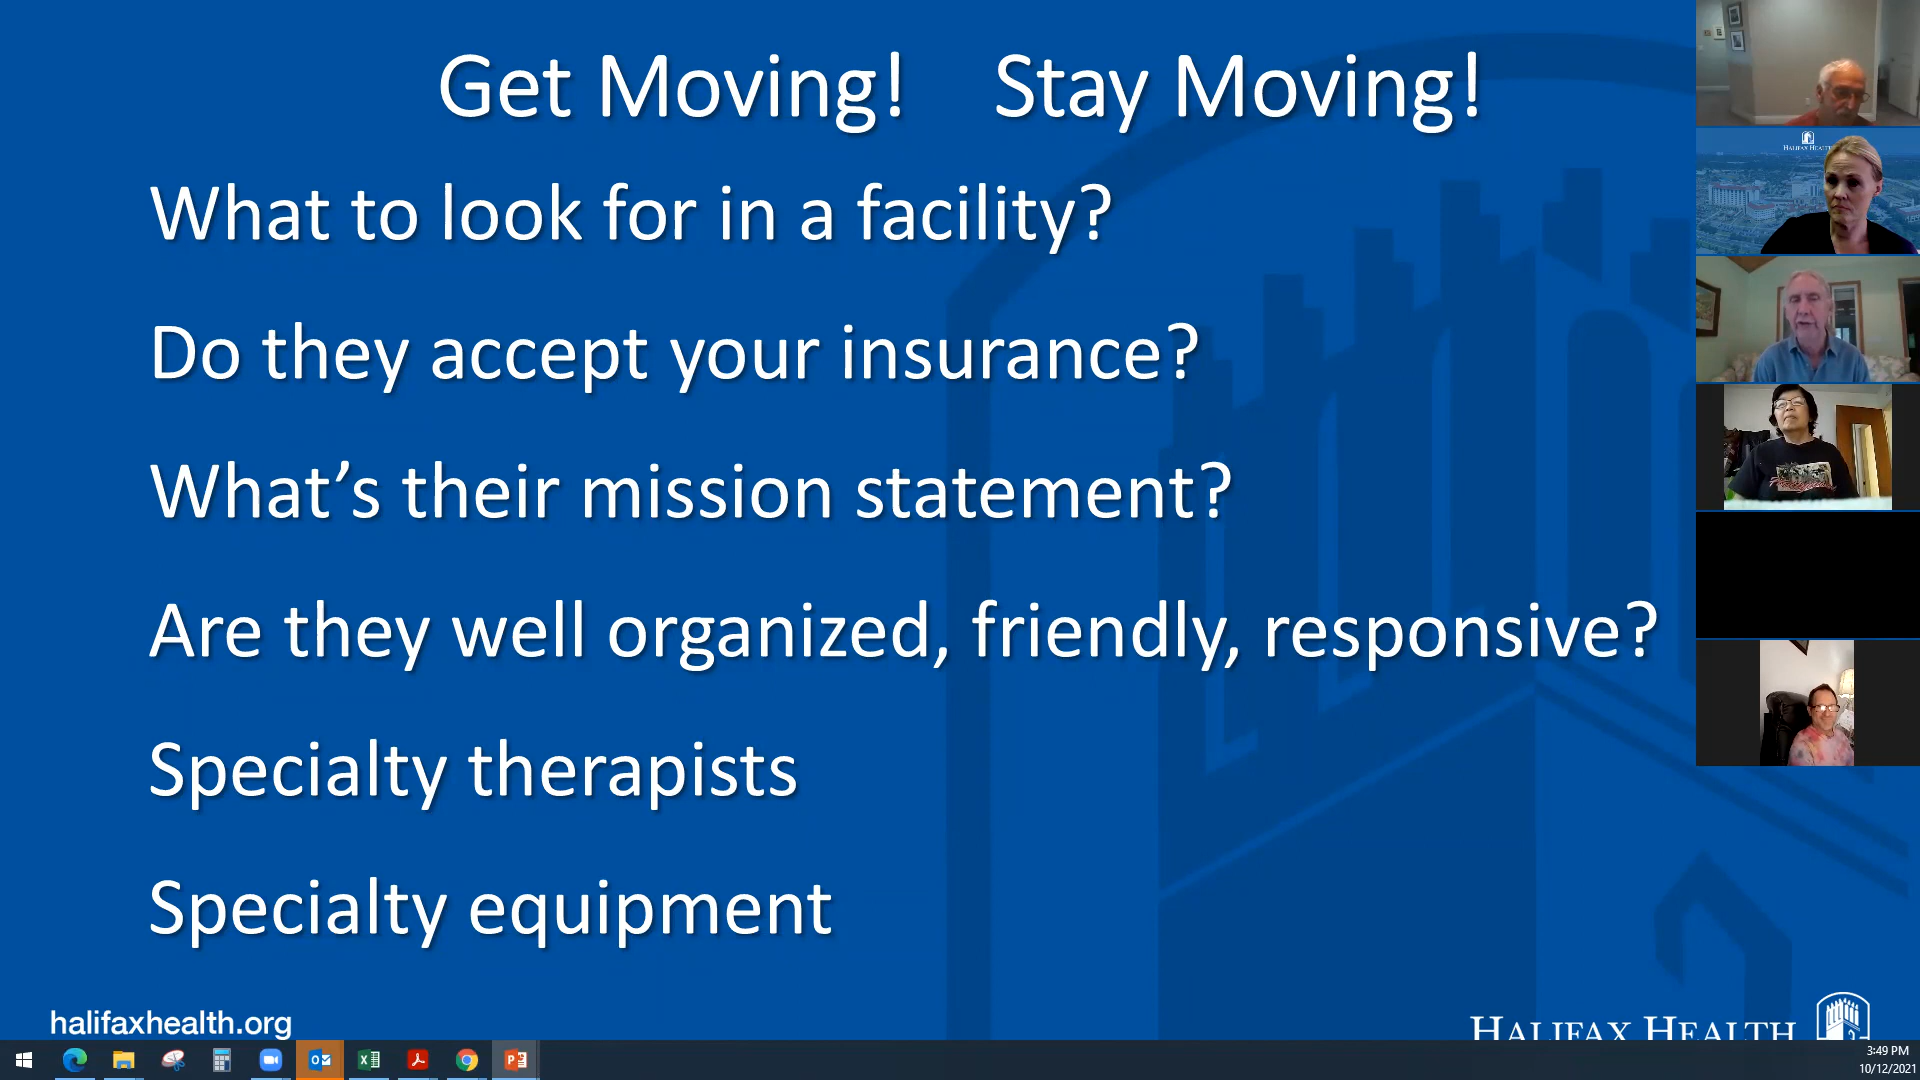 Get Moving! Stay Moving!
What to look for in a facility?
Do they accept your insurance?
What’s their mission statement?
Are they well organized, friendly, responsive?
Specialty therapists
Specialty equipment
halifaxhealth.org
HALIFAX HEALTH
HALIFAX HEALTH
3:49 PM
10/12/2021